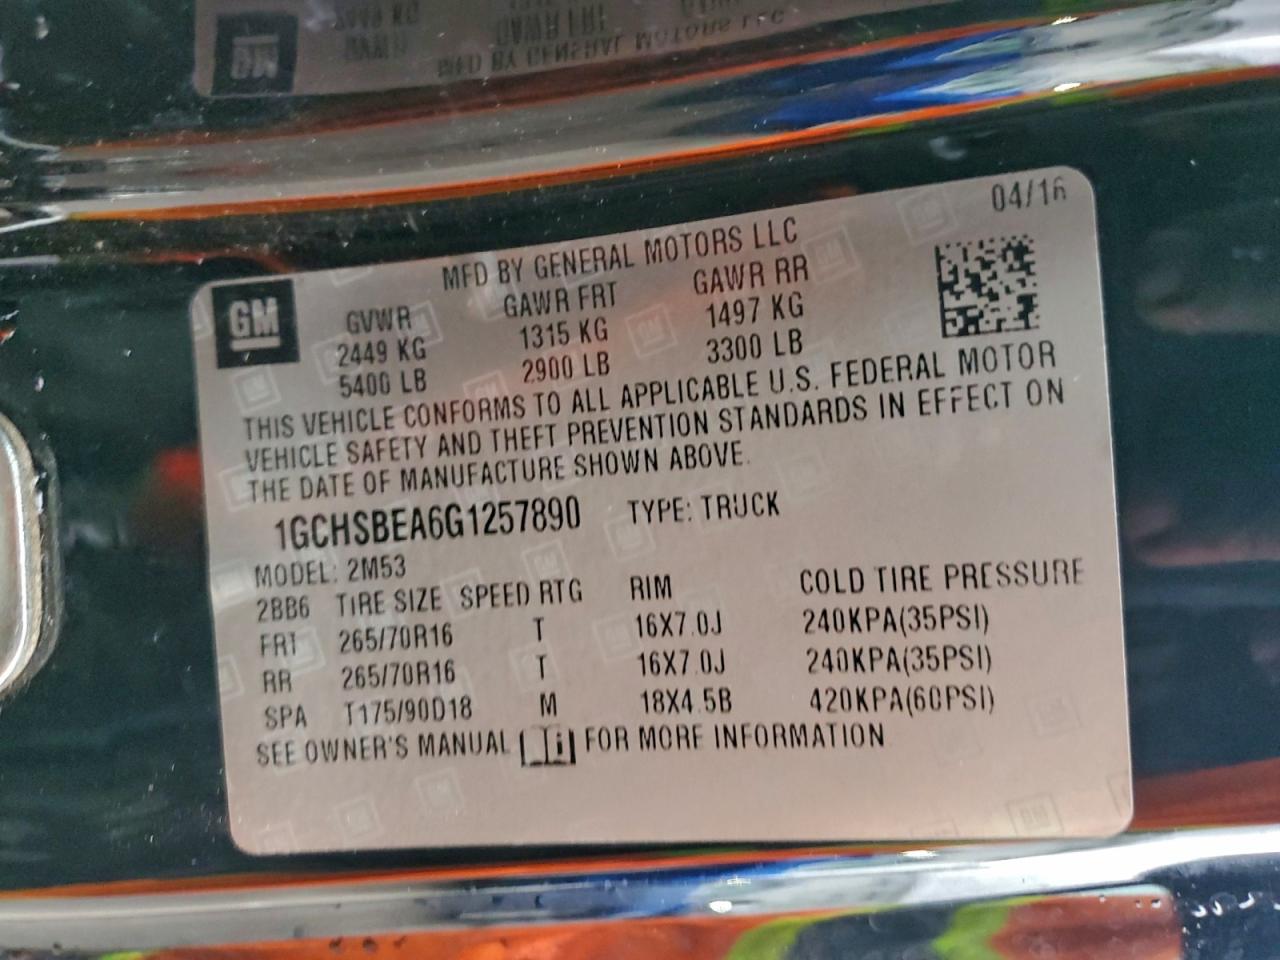 04/16
MFD BY GENERAL MOTORS LLC
GM GVWR GAWR FRT GAWR RR
2449 KG 1315 KG 1497 KG
5400 LB 2900 LB 3300 LB
THIS VEHICLE CONFORMS TO ALL APPLICABLE U.S. FEDERAL MOTOR
VEHICLE SAFETY AND THEFT PREVENTION STANDARDS IN EFFECT ON
THE DATE OF MANUFACTURE SHOWN ABOVE.
1GCHSBEA6G1257890 TYPE: TRUCK
MODEL: 2M53
2BB6 TIRE SIZE SPEED RTG RIM COLD TIRE PRESSURE
FRT 265/70R16 T 16X7.0J 240KPA(35PSI)
RR 265/70R16 T 16X7.0J 240KPA(35PSI)
SPA T175/90D18 M 18X4.5B 420KPA(60PSI)
SEE OWNER'S MANUAL FOR MORE INFORMATION